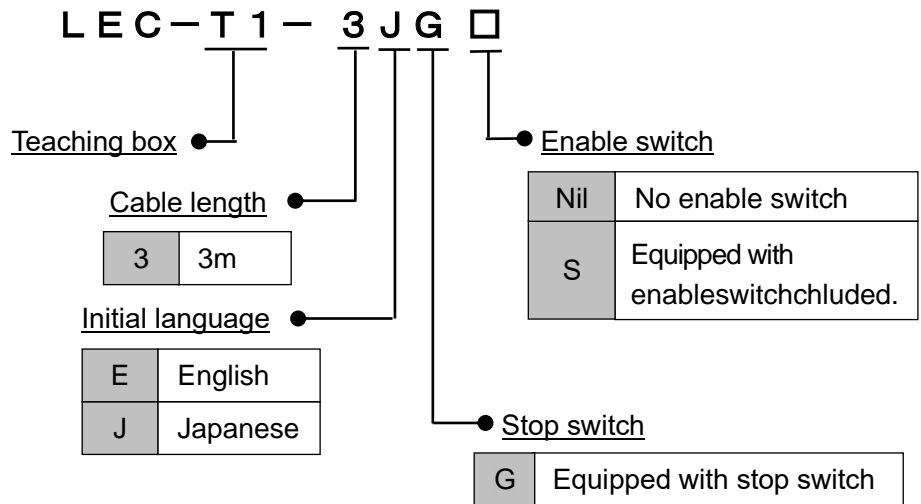 LEC-T1-3JG□
Teaching box
Enable switch
Nil No enable switch
S Equipped with
enableswitchchluded.
Cable length
3 3m
Initial language
E English
J Japanese
Stop switch
G Equipped with stop switch